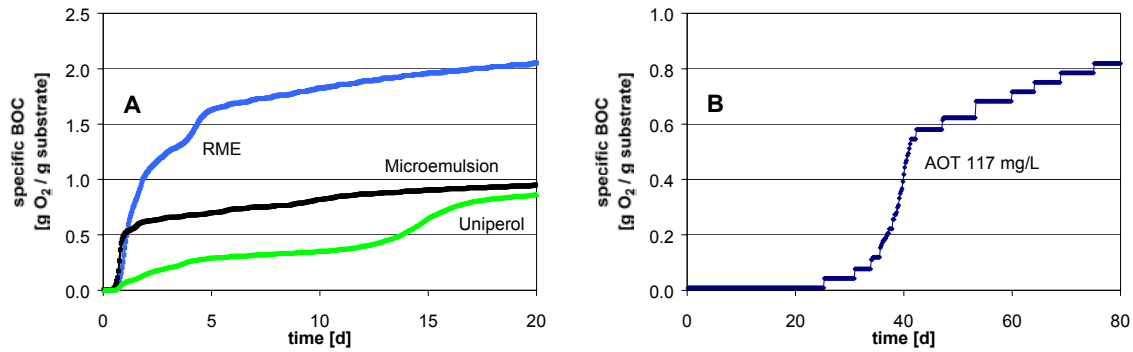 specific BOC
[g O₂ / g substrate]
2.5
2.0
1.5
1.0
0.5
0.0
A
RME
Microemulsion
Uniperol
0
5
10
15
20
time [d]
specific BOC
[g O₂ / g substrate]
1.0
0.8
0.6
0.4
0.2
0.0
B
AOT 117 mg/L
0
20
40
60
80
time [d]